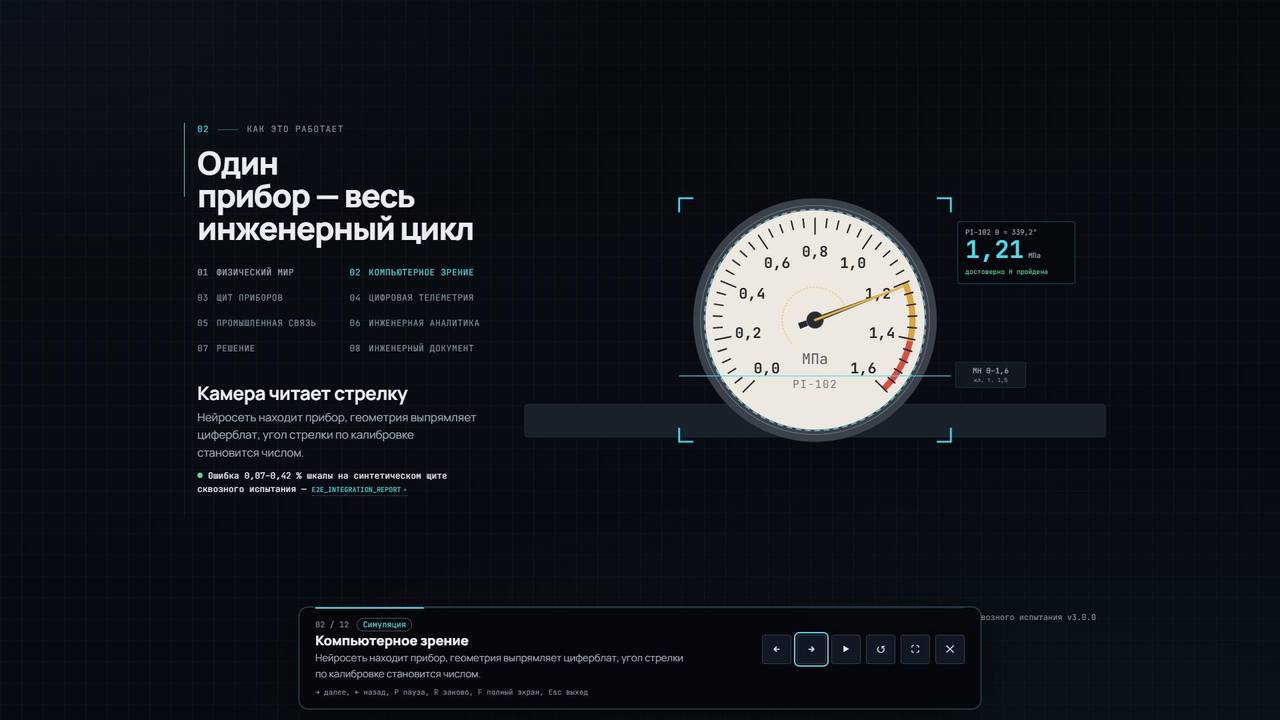 02 КАК ЭТО РАБОТАЕТ
Один
прибор — весь
инженерный цикл
01 ФИЗИЧЕСКИЙ МИР
02 КОМПЬЮТЕРНОЕ ЗРЕНИЕ
03 ЩИТ ПРИБОРОВ
04 ЦИФРОВАЯ ТЕЛЕМЕТРИЯ
05 ПРОМЫШЛЕННАЯ СВЯЗЬ
06 ИНЖЕНЕРНАЯ АНАЛИТИКА
07 РЕШЕНИЕ
08 ИНЖЕНЕРНЫЙ ДОКУМЕНТ
Камера читает стрелку
Нейросеть находит прибор, геометрия выпрямляет
циферблат, угол стрелки по калибровке
становится числом.
Ошибка 0,07–0,42 % шкалы на синтетическом щите
сквозного испытания — E2E_INTEGRATION_REPORT
0,0
0,2
0,4
0,6
0,8
1,0
1,2
1,4
1,6
МПа
PI-102
PI-102 θ = 339,2°
1,21 МПа
достоверно H пройдена
МН 0–1,6
кл. т. 1,5
возного испытания v3.0.0
02 / 12 Симуляция
Компьютерное зрение
Нейросеть находит прибор, геометрия выпрямляет циферблат, угол стрелки
по калибровке становится числом.
→ далее, ← назад, P пауза, R заново, F полный экран, Esc выход